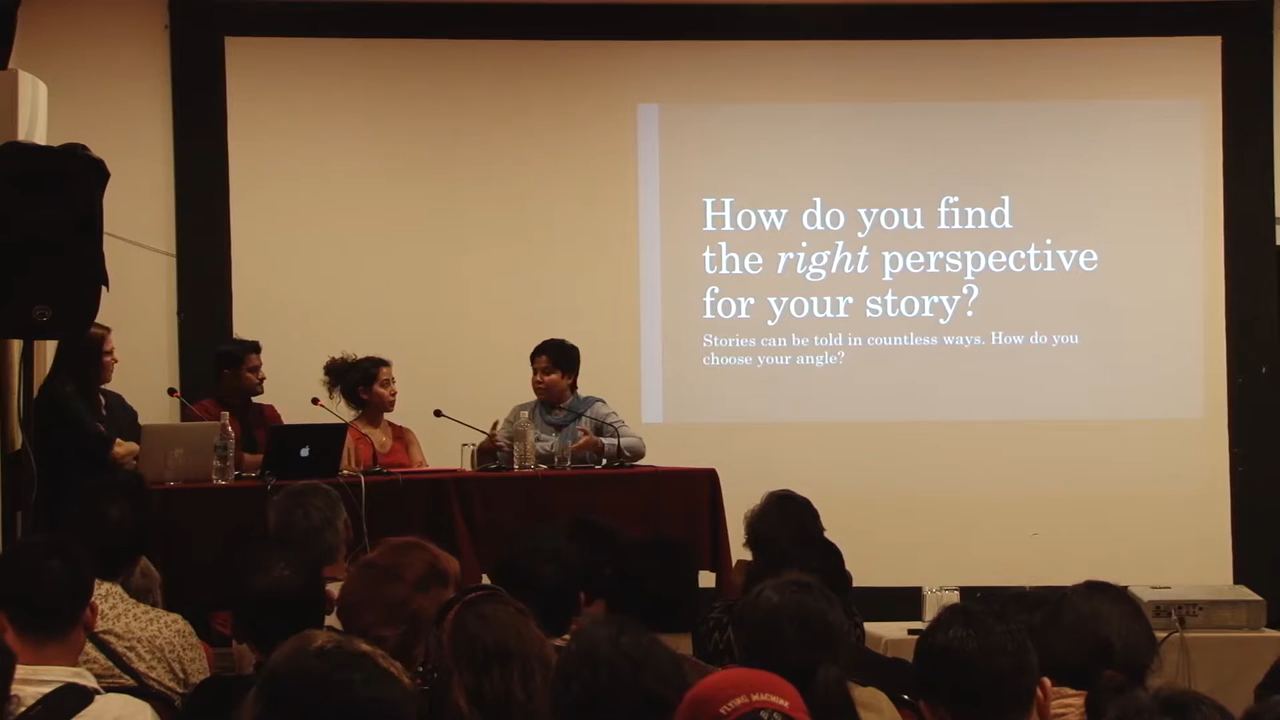 How do you find
the right perspective
for your story?
Stories can be told in countless ways. How do you
choose your angle?
FLYING MACHINE